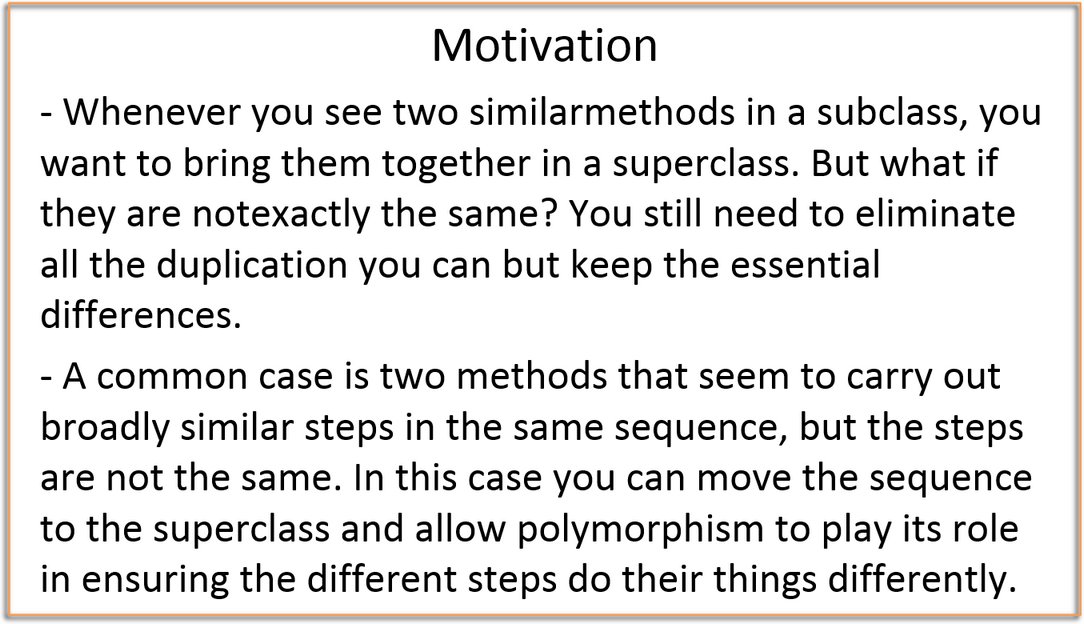 Motivation
- Whenever you see two similarmethods in a subclass, you
want to bring them together in a superclass. But what if
they are notexactly the same? You still need to eliminate
all the duplication you can but keep the essential
differences.
- A common case is two methods that seem to carry out
broadly similar steps in the same sequence, but the steps
are not the same. In this case you can move the sequence
to the superclass and allow polymorphism to play its role
in ensuring the different steps do their things differently.